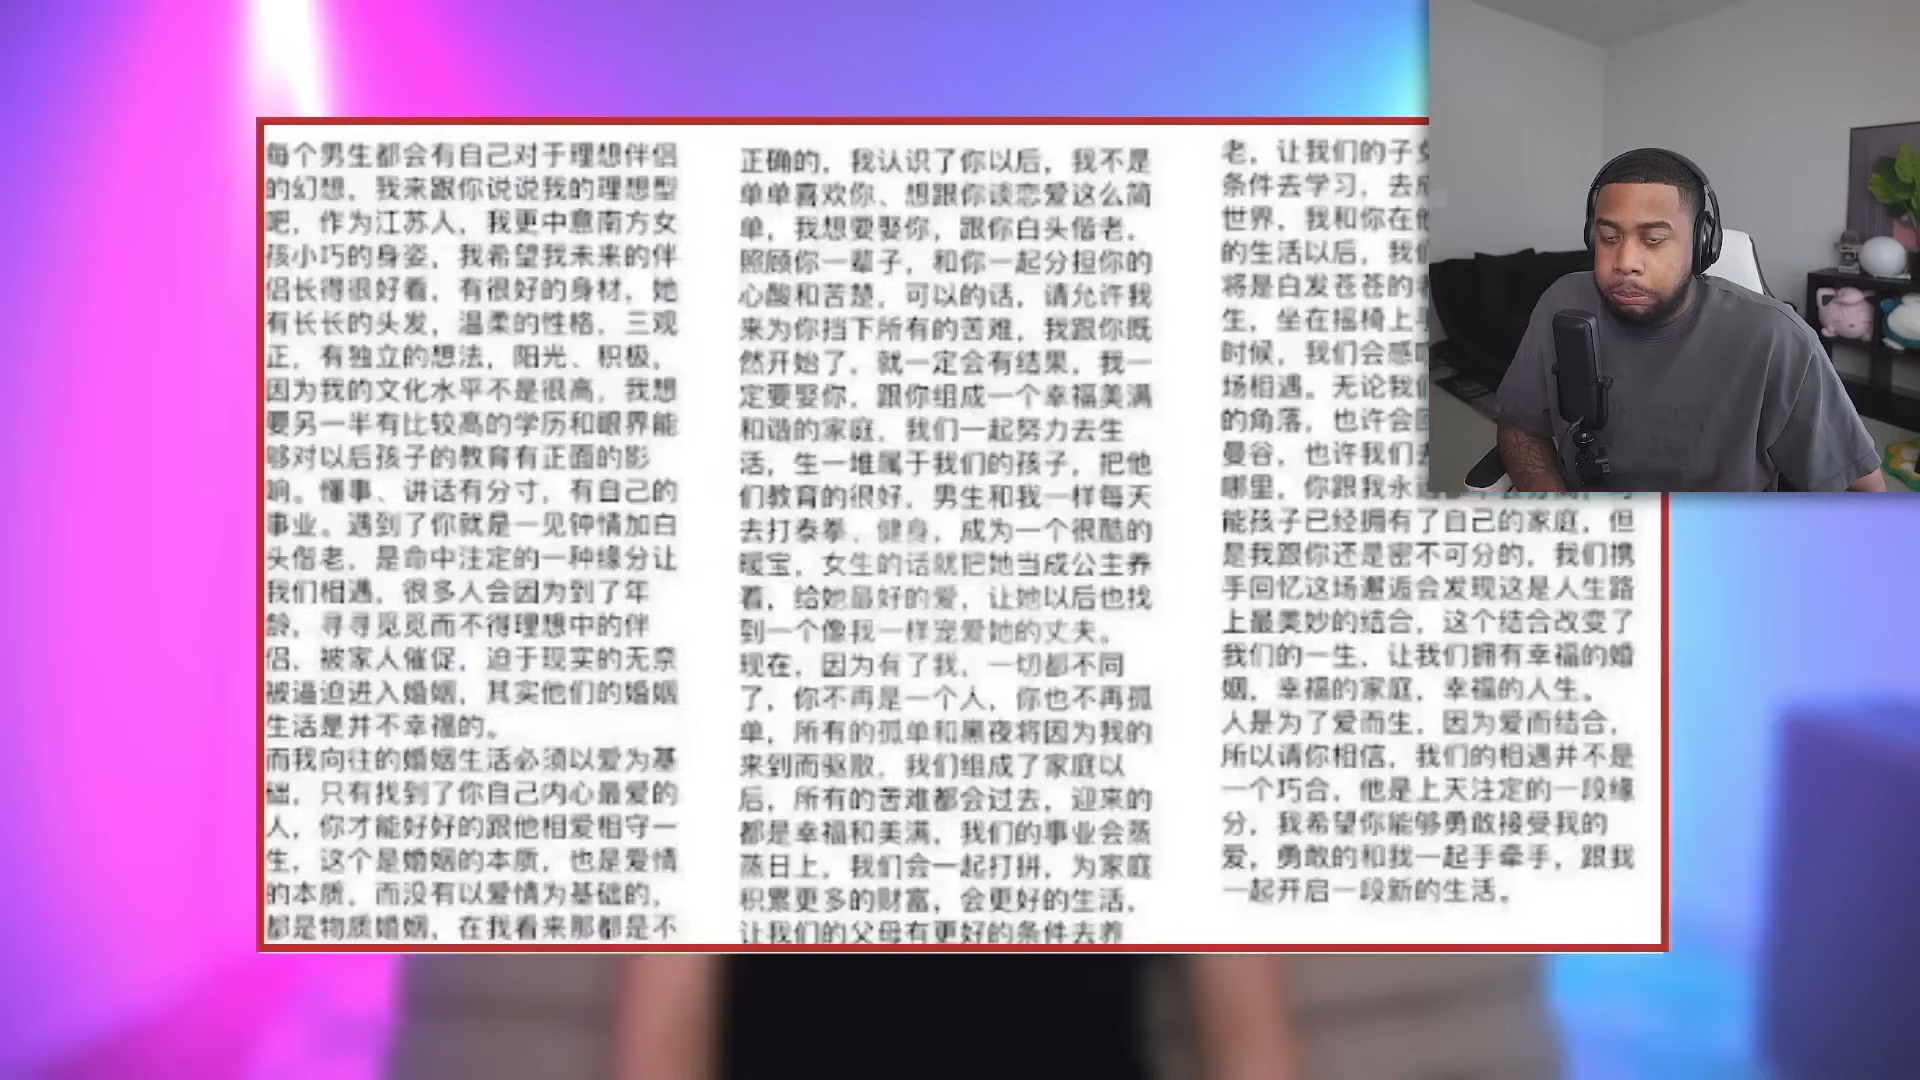 每个男生都会有自己对于理想伴侣
的幻想，我来跟你说说我的理想型
吧，作为江苏人，我更中意南方女
孩小巧的身姿，我希望我未来的伴
侣长得很好看，有很好的身材，她
有长长的头发，温柔的性格，三观
正，有独立的想法，阳光、积极，
因为我的文化水平不是很高，我想
要另一半有比较高的学历和眼界能
够对以后孩子的教育有正面的影
响。懂事、讲话有分寸，有自己的
事业。遇到了你就是一见钟情加白
头偕老，是命中注定的一种缘分让
我们相遇，很多人会因为到了年
龄，寻寻觅觅而不得理想中的伴
侣，被家人催促，迫于现实的无奈
被逼迫进入婚姻，其实他们的婚姻
生活是并不幸福的。
而我向往的婚姻生活必须以爱为基
础，只有找到了你自己内心最爱的
人，你才能好好的跟他相爱相守一
生，这个是婚姻的本质，也是爱情
的本质，而没有以爱情为基础的，
都是物质婚姻，在我看来那都是不
正确的，我认识了你以后，我不是
单单喜欢你、想跟你谈恋爱这么简
单，我想要娶你，跟你白头偕老，
照顾你一辈子，和你一起分担你的
心酸和苦楚，可以的话，请允许我
来为你挡下所有的苦难，我跟你既
然开始了，就一定会有结果，我一
定要娶你，跟你组成一个幸福美满
和谐的家庭，我们一起努力去生
活，生一堆属于我们的孩子，把他
们教育的很好，男生和我一样每天
去打泰拳、健身，成为一个很酷的
暖宝，女生的话就把她当成公主养
着，给她最好的爱，让她以后也找
到一个像我一样宠爱她的丈夫。
现在，因为有了我，一切都不同
了，你不再是一个人，你也不再孤
单，所有的孤单和黑夜将因为我的
来到而驱散，我们组成了家庭以
后，所有的苦难都会过去，迎来的
都是幸福和美满，我们的事业会蒸
蒸日上，我们会一起打拼，为家庭
积累更多的财富，会更好的生活，
让我们的父母有更好的条件去养
老，让我们的子
条件去学习，去
世界，我和你在
的生活以后，我
将是白发苍苍的
生，坐在摇椅上
时候，我们会感
场相遇。无论我
的角落，也许会
曼谷，也许我们
哪里，你跟我永
能孩子已经拥有了自己的家庭，但
是我跟你还是密不可分的，我们携
手回忆这场邂逅会发现这是人生路
上最美妙的结合，这个结合改变了
我们的一生，让我们拥有幸福的婚
姻，幸福的家庭，幸福的人生。
人是为了爱而生，因为爱而结合，
所以请你相信，我们的相遇并不是
一个巧合，他是上天注定的一段缘
分，我希望你能够勇敢接受我的
爱，勇敢的和我一起手牵手，跟我
一起开启一段新的生活。